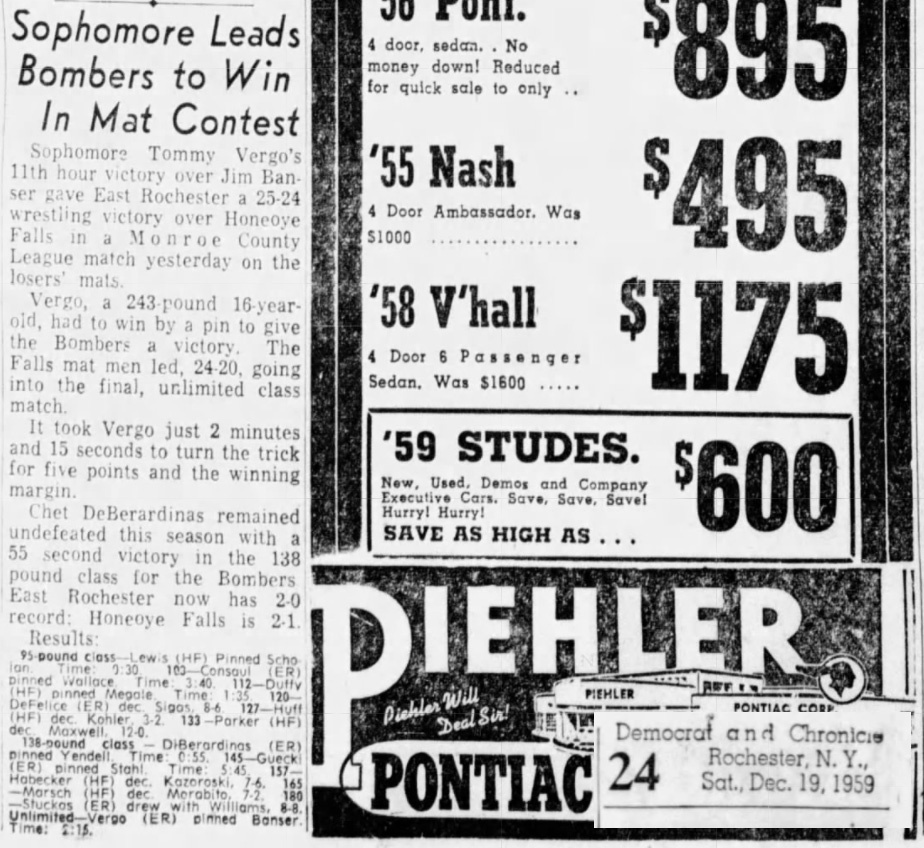 Sophomore Leads
Bombers to Win
In Mat Contest
Sophomore Tommy Vergo's
11th hour victory over Jim Ban-
ser gave East Rochester a 25-24
wrestling victory over Honeoye
Falls in a Monroe County
League match yesterday on the
losers' mats.
Vergo, a 243-pound 16-year-
old, had to win by a pin to give
the Bombers a victory. The
Falls mat men led, 24-20, going
into the final, unlimited class
match.
It took Vergo just 2 minutes
and 15 seconds to turn the trick
for five points and the winning
margin.
Chet DeBerardinas remained
undefeated this season with a
55 second victory in the 138
pound class for the Bombers
East Rochester now has 2-0
record; Honeoye Falls is 2-1.
Results:
95-pound class—Lewis (HF) Pinned Scho-
lan. Time: 3:30. 103—Consaul (ER)
pinned Wallace. Time: 3:40. 112—Duffy
(HF) pinned Megale. Time: 1:35. 120—
DeFelice (ER) dec. Sigas, 8-6. 127—Huff
(HF) dec. Kohler, 3-2. 133—Parker (HF)
dec. Maxwell, 12-0.
138-pound class — DiBerardinas (ER)
pinned Yendell. Time: 0:55. 145—Guecki
(ER) pinned Stahl. Time: 5:45. 157—
Habecker (HF) dec. Kazoroski, 7-6. 165
—Marsch (HF) dec. Morabito, 7-2. 180
—Stuckas (ER) drew with Williams, 8-8.
Unlimited—Vergo (ER) pinned Banser.
Time: 2:15.
'58 Pont.
4 door, sedan. . No
money down! Reduced
for quick sale to only ..
$895
'55 Nash
4 Door Ambassador. Was
$1000 ................
$495
'58 V'hall
4 Door 6 Passenger
Sedan. Was $1600 .....
$1175
'59 STUDES.
New, Used, Demos and Company
Executive Cars. Save, Save, Save!
Hurry! Hurry!
SAVE AS HIGH AS ...
$600
PIEHLER
Piehler Will
Deal Sir!
PIEHLER
PONTIAC CORP.
PONTIAC
Democrat and Chronicle
24
Rochester, N. Y.,
Sat., Dec. 19, 1959